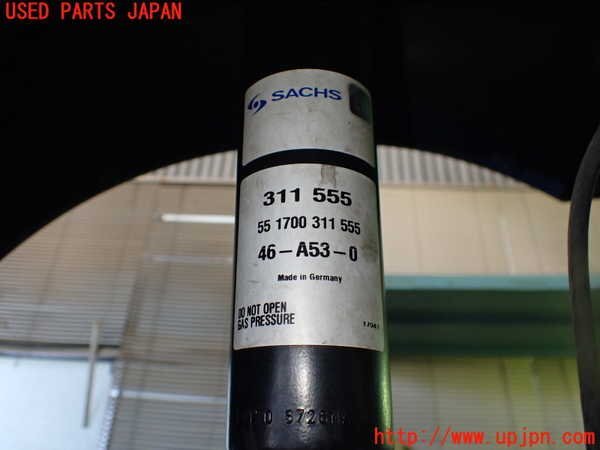 USED PARTS JAPAN
SACHS
311 555
55 1700 311 555
46-A53-0
Made in Germany
DO NOT OPEN
GAS PRESSURE
http://www.upjpn.com/